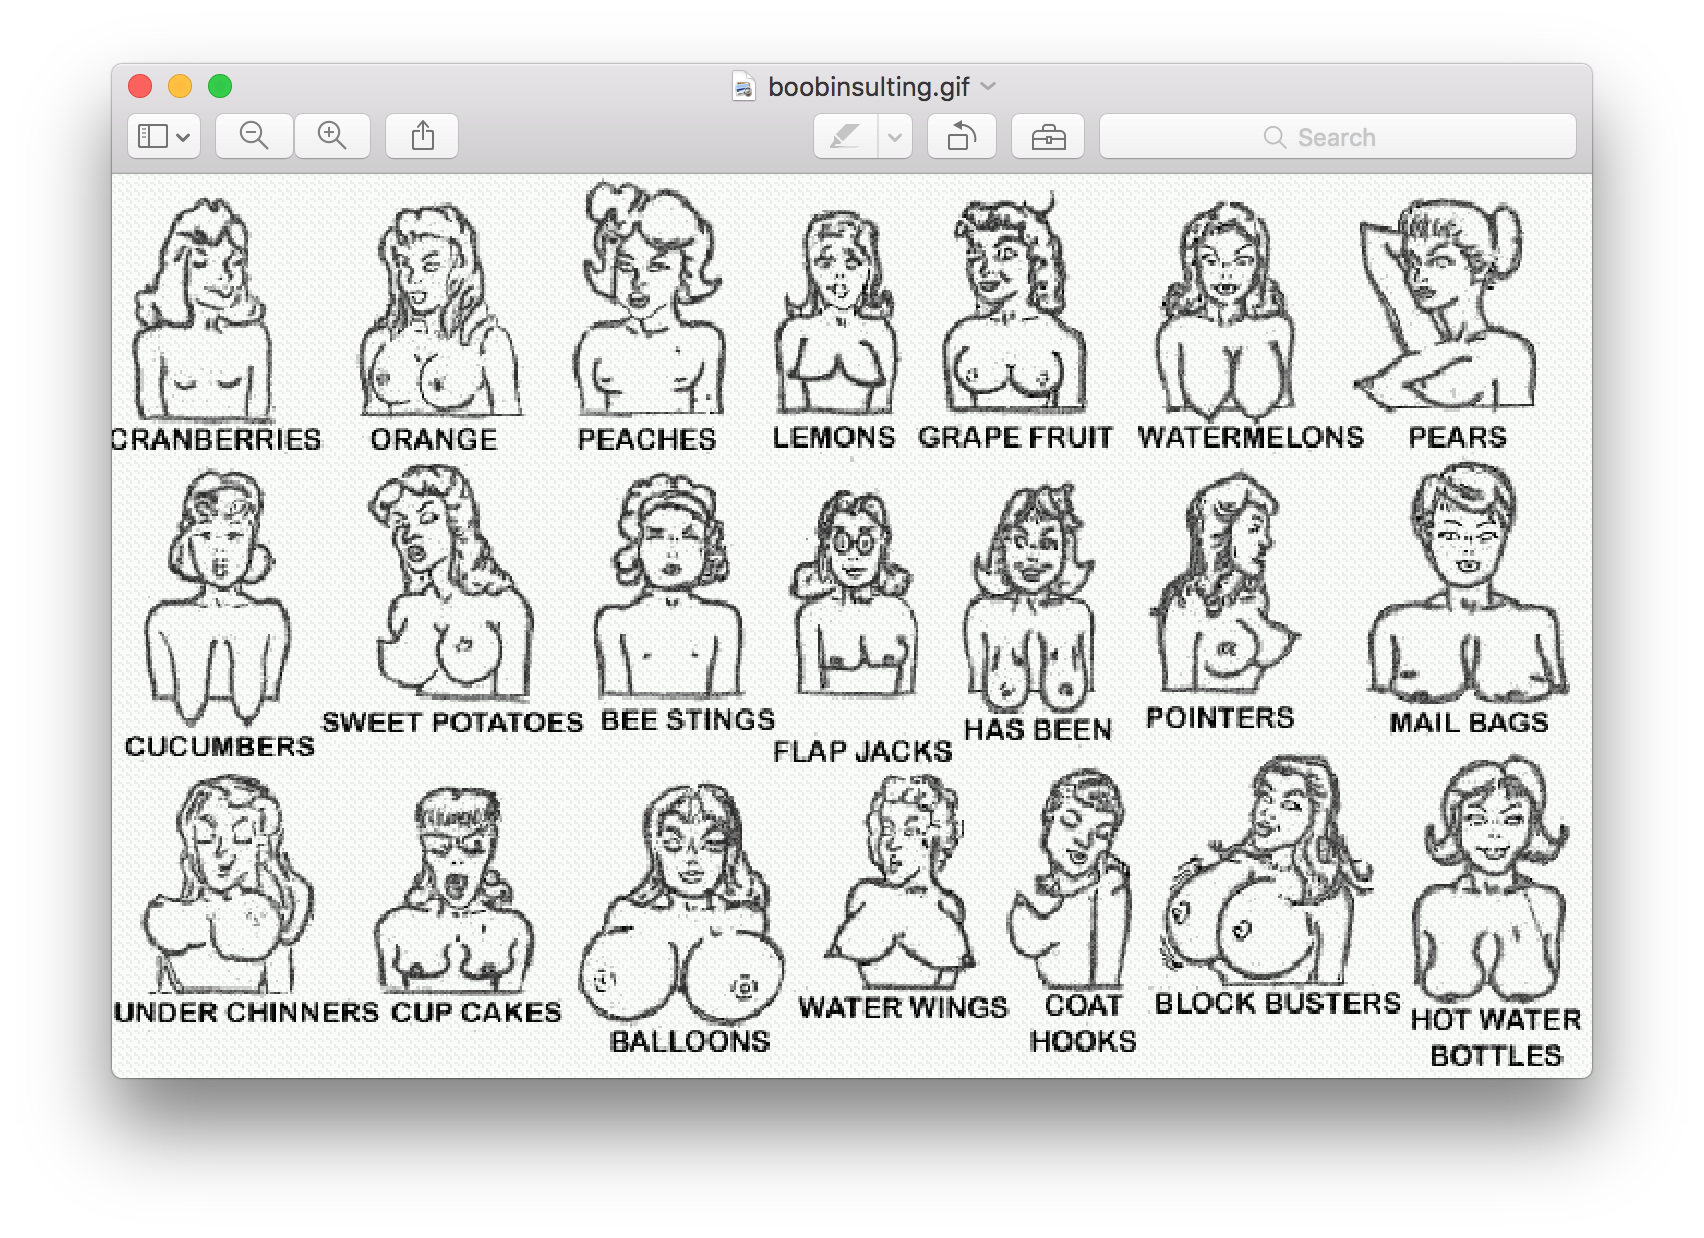 boobinsulting.gif
Search
CRANBERRIES
ORANGE
PEACHES
LEMONS
GRAPE FRUIT
WATERMELONS
PEARS
CUCUMBERS
SWEET POTATOES
BEE STINGS
FLAP JACKS
HAS BEEN
POINTERS
MAIL BAGS
UNDER CHINNERS
CUP CAKES
BALLOONS
WATER WINGS
COAT
HOOKS
BLOCK BUSTERS
HOT WATER
BOTTLES